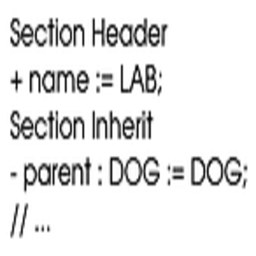 Section Header
+ name := LAB;
Section Inherit
- parent : DOG := DOG;
// ...